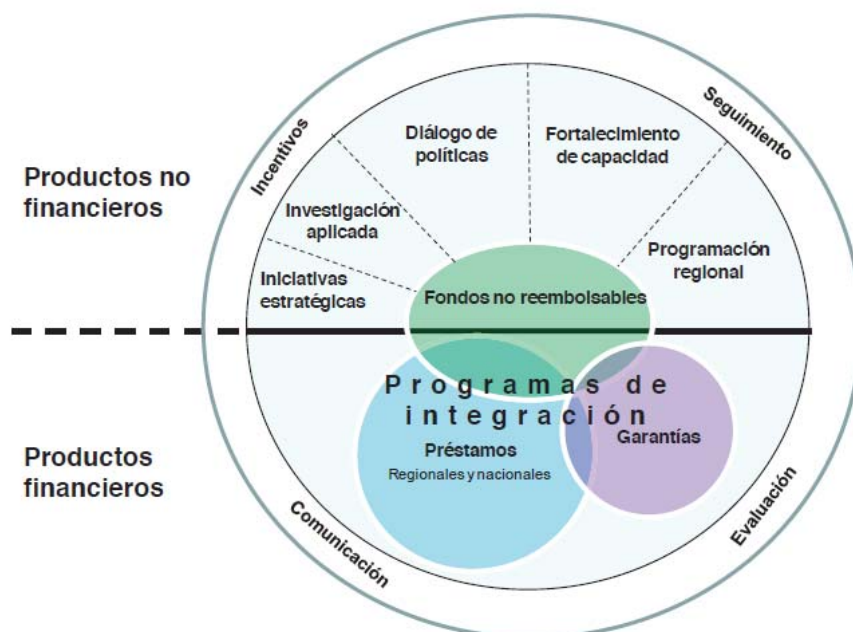 Incentivos
Seguimiento
Diálogo de
políticas
Fortalecimiento
de capacidad
Productos no
financieros
Investigación
aplicada
Programación
regional
Iniciativas
estratégicas
Fondos no reembolsables
Programas de
integración
Préstamos
Regionales y nacionales
Garantías
Productos
financieros
Comunicación
Evaluación